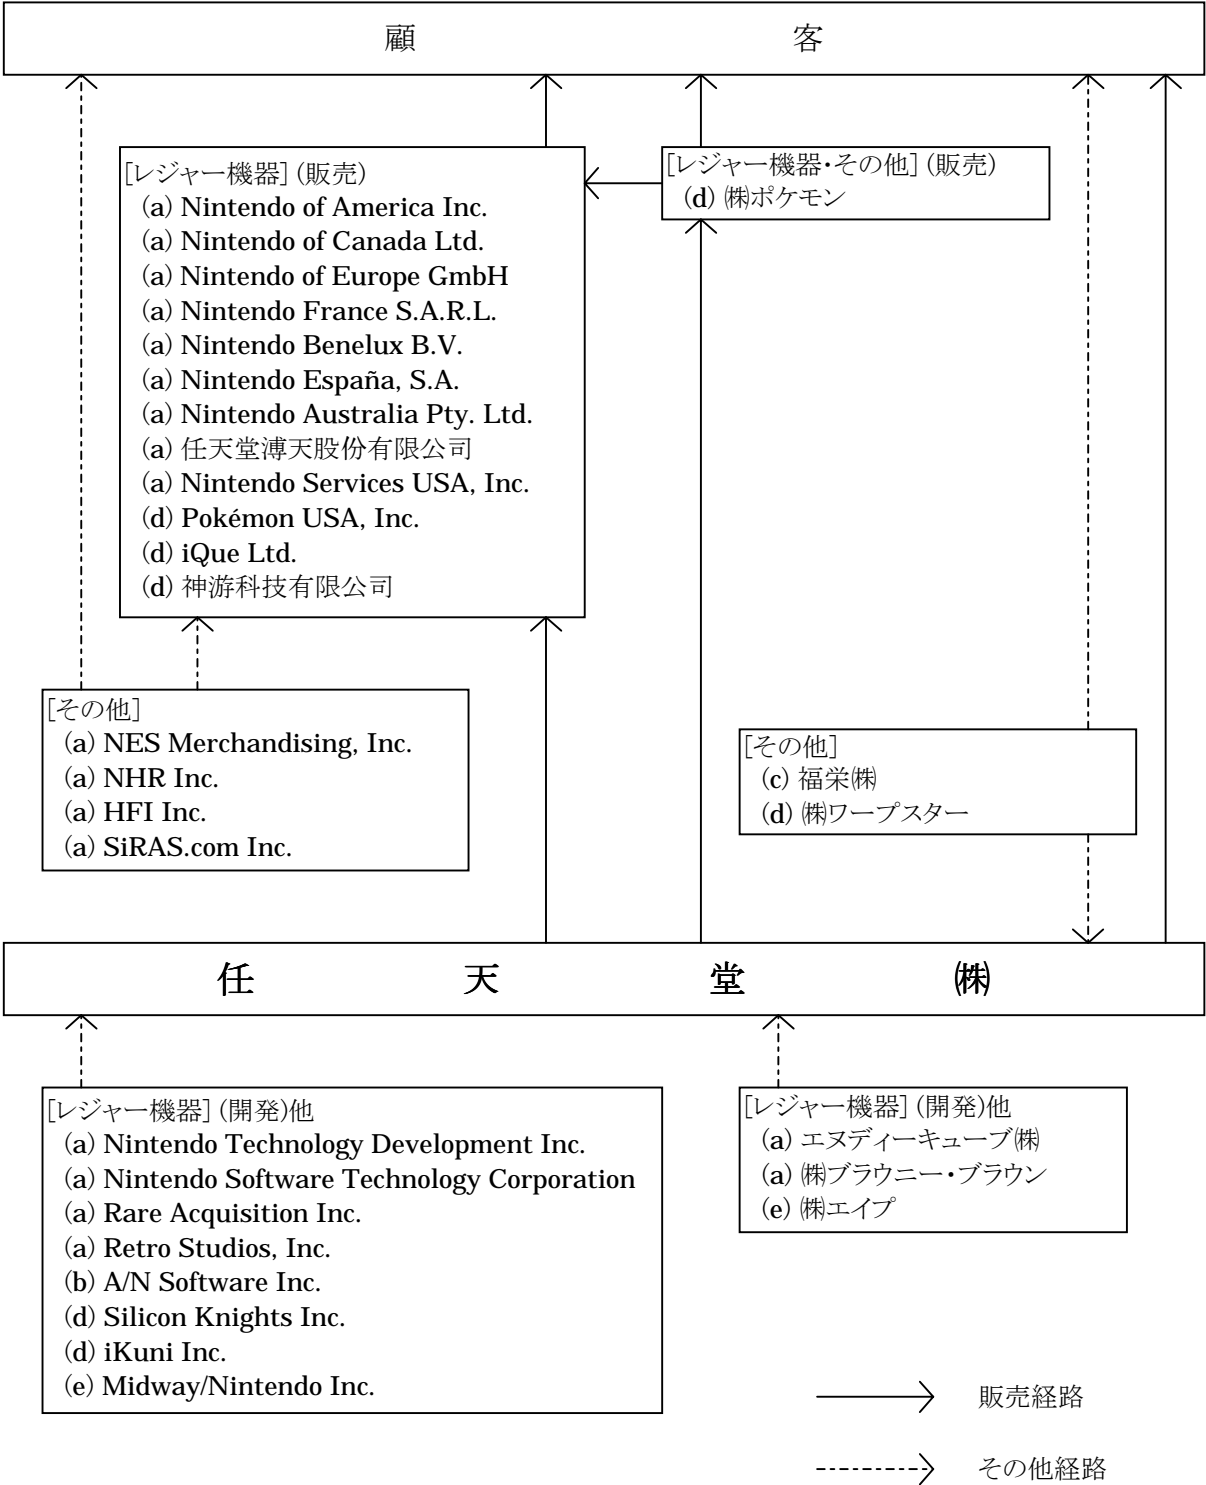 顧 客
[レジャー機器] (販売)
(a) Nintendo of America Inc.
(a) Nintendo of Canada Ltd.
(a) Nintendo of Europe GmbH
(a) Nintendo France S.A.R.L.
(a) Nintendo Benelux B.V.
(a) Nintendo España, S.A.
(a) Nintendo Australia Pty. Ltd.
(a) 任天堂溥天股份有限公司
(a) Nintendo Services USA, Inc.
(d) Pokémon USA, Inc.
(d) iQue Ltd.
(d) 神游科技有限公司
[レジャー機器・その他] (販売)
(d) ㈱ポケモン
[その他]
(a) NES Merchandising, Inc.
(a) NHR Inc.
(a) HFI Inc.
(a) SiRAS.com Inc.
[その他]
(c) 福栄㈱
(d) ㈱ワープスター
任 天 堂 ㈱
[レジャー機器] (開発)他
(a) Nintendo Technology Development Inc.
(a) Nintendo Software Technology Corporation
(a) Rare Acquisition Inc.
(a) Retro Studios, Inc.
(b) A/N Software Inc.
(d) Silicon Knights Inc.
(d) iKuni Inc.
(e) Midway/Nintendo Inc.
[レジャー機器] (開発)他
(a) エヌディーキューブ㈱
(a) ㈱ブラウニー・ブラウン
(e) ㈱エイプ
販売経路
その他経路